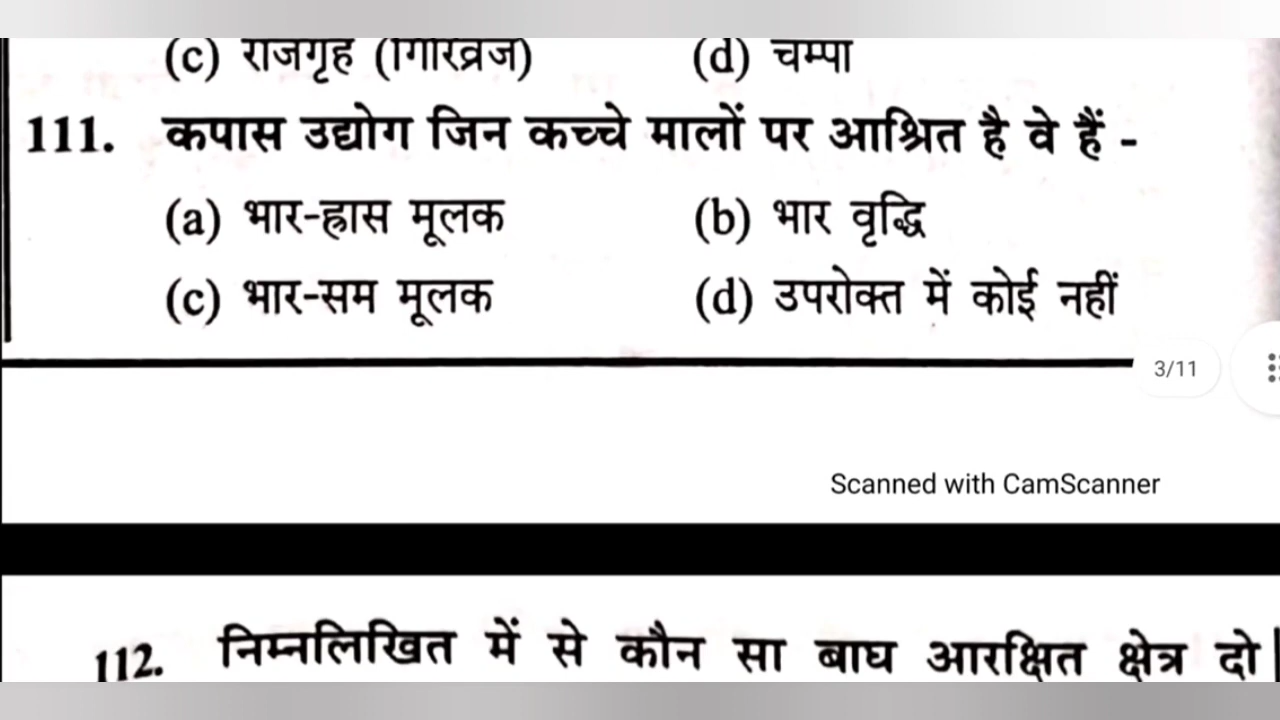 (c) राजगृह (गिरिव्रज) (d) चम्पा
111. कपास उद्योग जिन कच्चे मालों पर आश्रित है वे हैं -
(a) भार-ह्रास मूलक (b) भार वृद्धि
(c) भार-सम मूलक (d) उपरोक्त में कोई नहीं
3/11
Scanned with CamScanner
112. निम्नलिखित में से कौन सा बाघ आरक्षित क्षेत्र दो